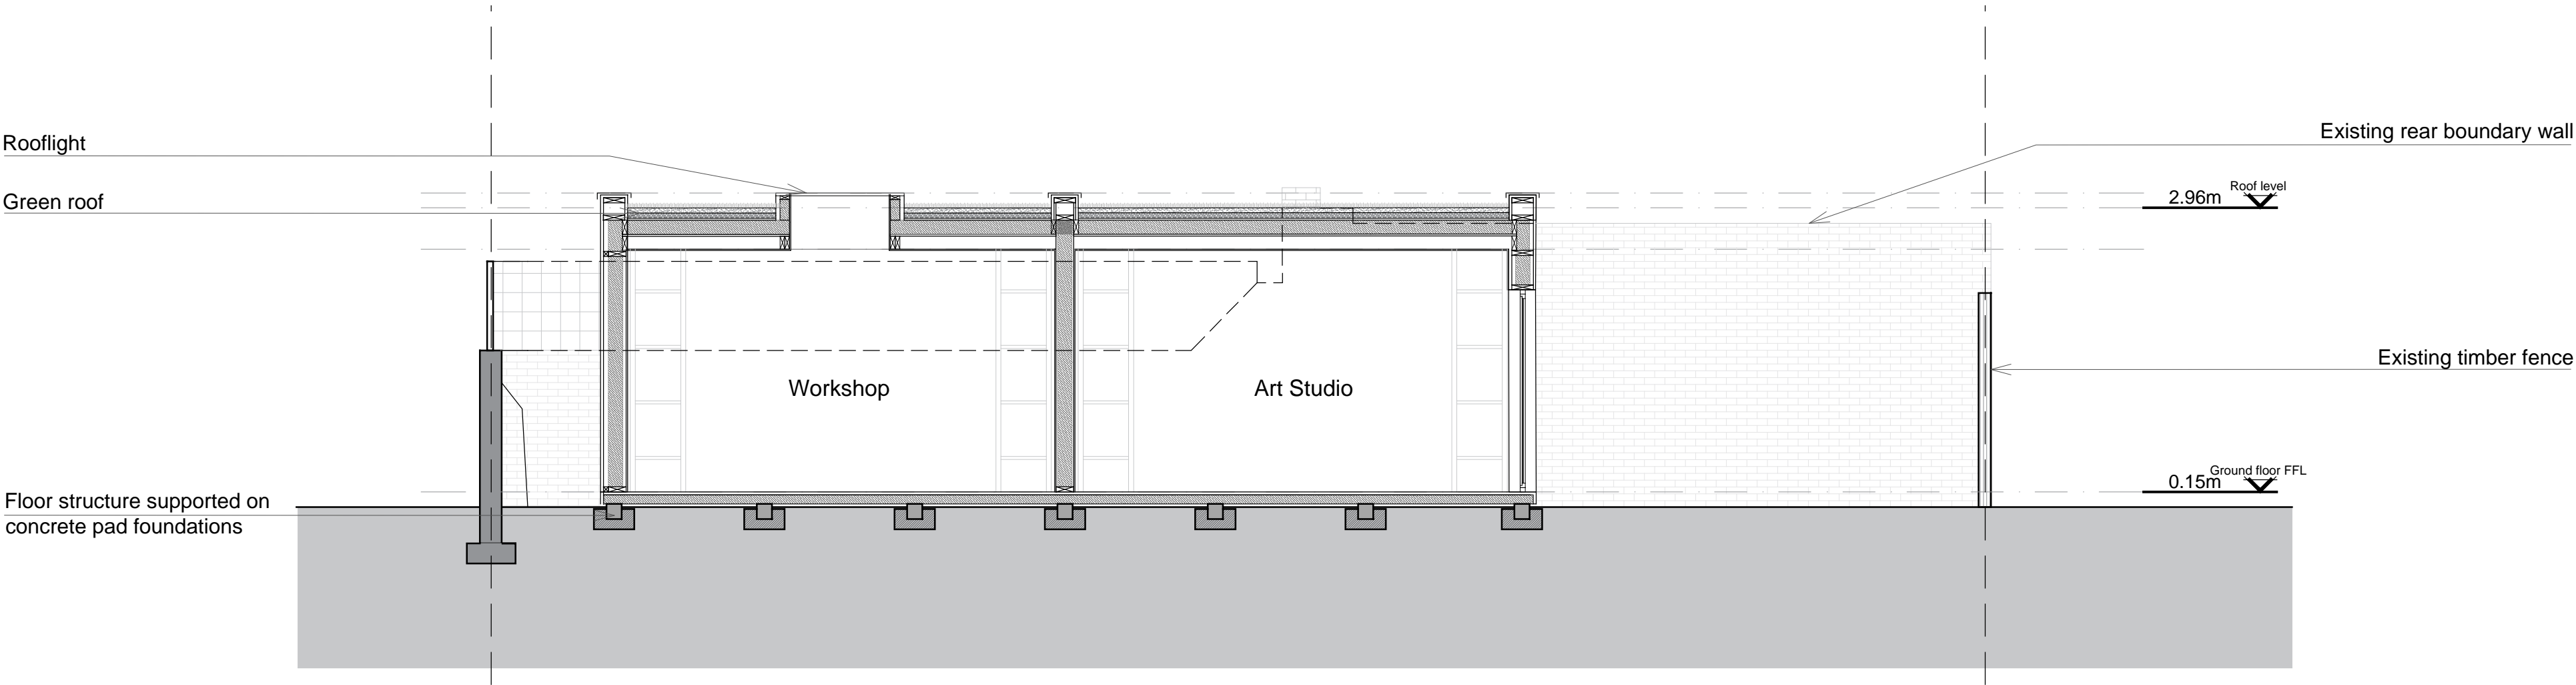 Rooflight
Green roof
Floor structure supported on
concrete pad foundations
Workshop
Art Studio
Existing rear boundary wall
Roof level
2.96m
Existing timber fence
Ground floor FFL
0.15m